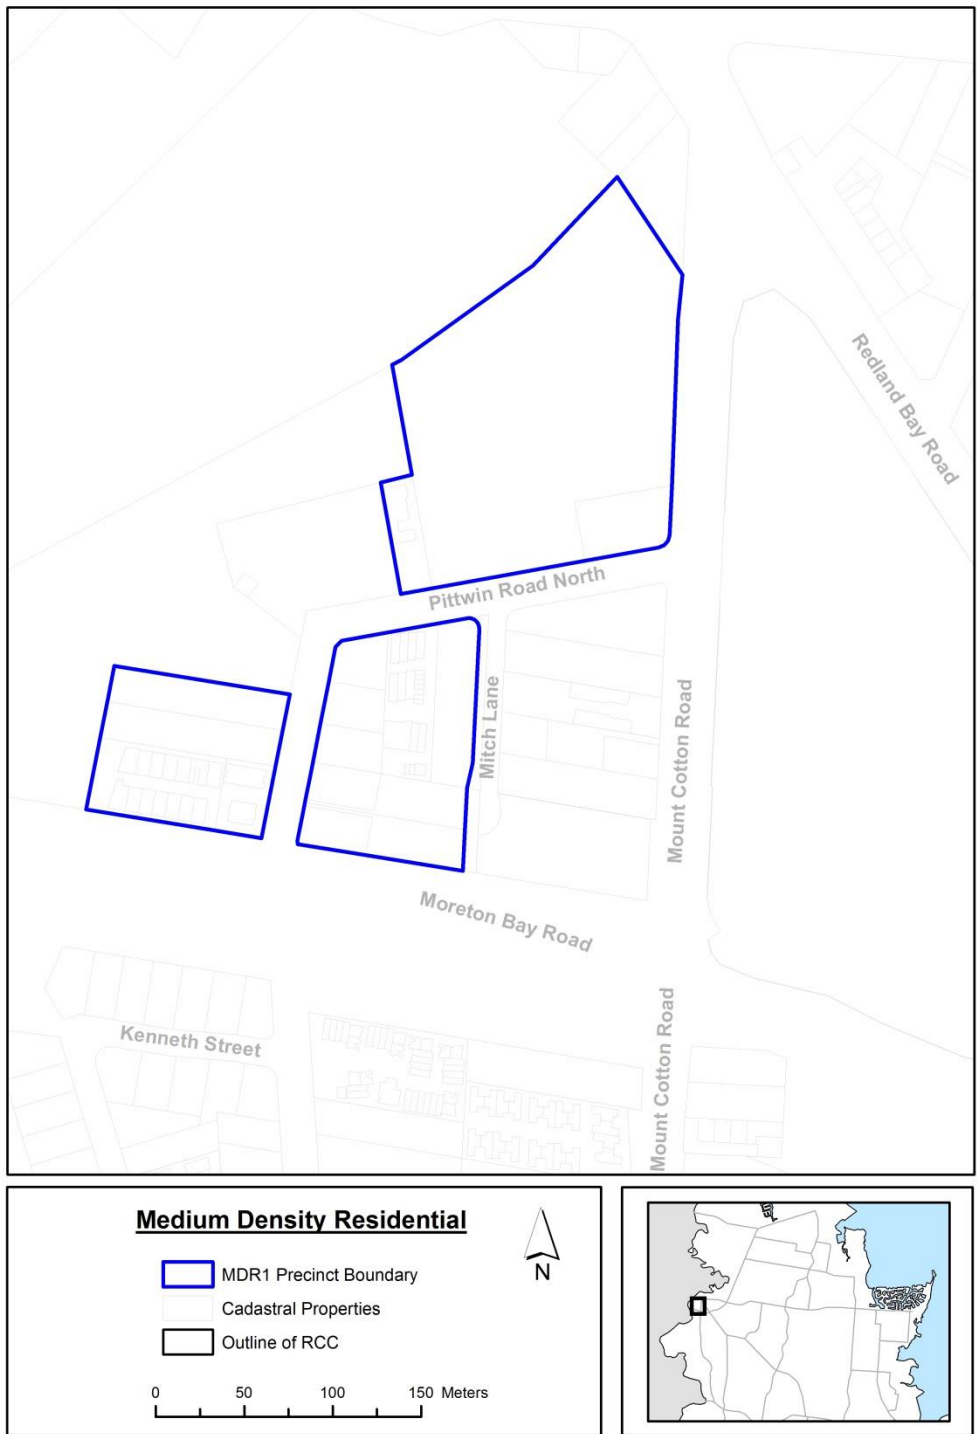 Redland Bay Road
Pittwin Road North
Mitch Lane
Mount Cotton Road
Moreton Bay Road
Kenneth Street
Mount Cotton Road
Medium Density Residential
MDR1 Precinct Boundary
Cadastral Properties
Outline of RCC
N
0 50 100 150 Meters